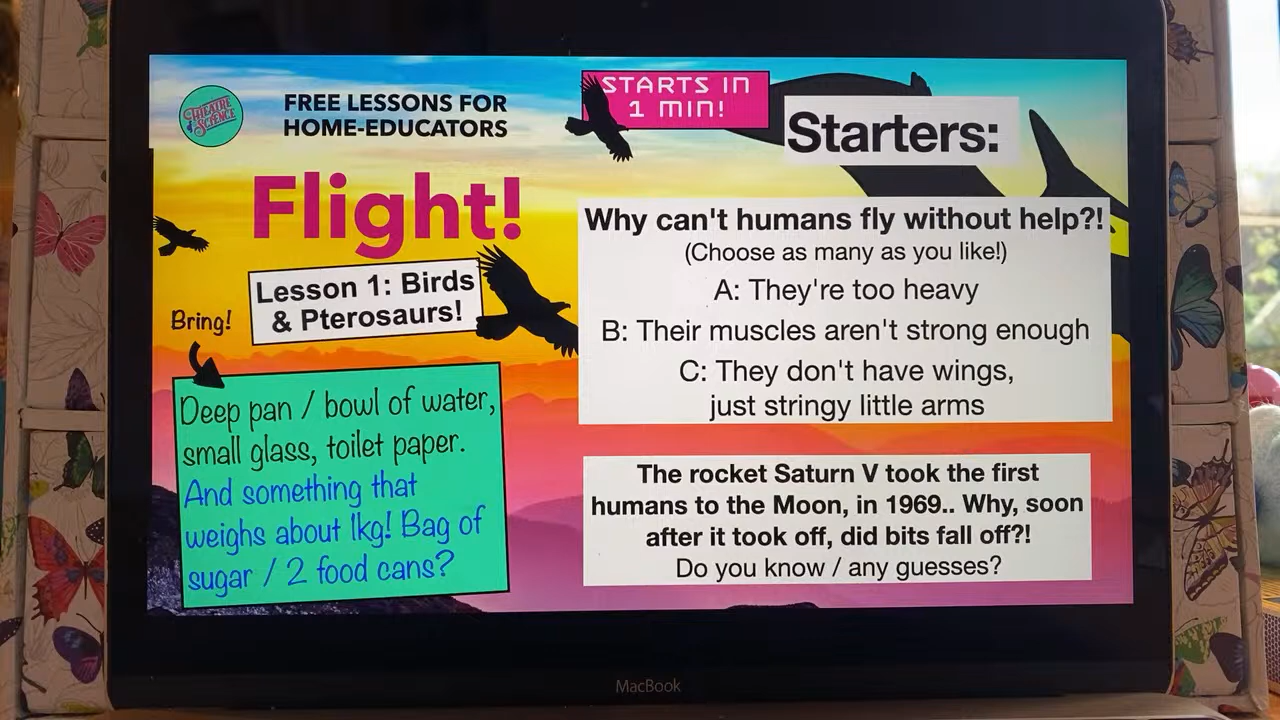 THEATRE
of SCIENCE
FREE LESSONS FOR
HOME-EDUCATORS
Flight!
Lesson 1: Birds
& Pterosaurs!
Bring!
Deep pan / bowl of water,
small glass, toilet paper.
And something that
weighs about 1kg! Bag of
sugar / 2 food cans?
STARTS IN
1 MIN!
Starters:
Why can't humans fly without help?!
(Choose as many as you like!)
A: They're too heavy
B: Their muscles aren't strong enough
C: They don't have wings,
just stringy little arms
The rocket Saturn V took the first
humans to the Moon, in 1969.. Why, soon
after it took off, did bits fall off?!
Do you know / any guesses?
MacBook